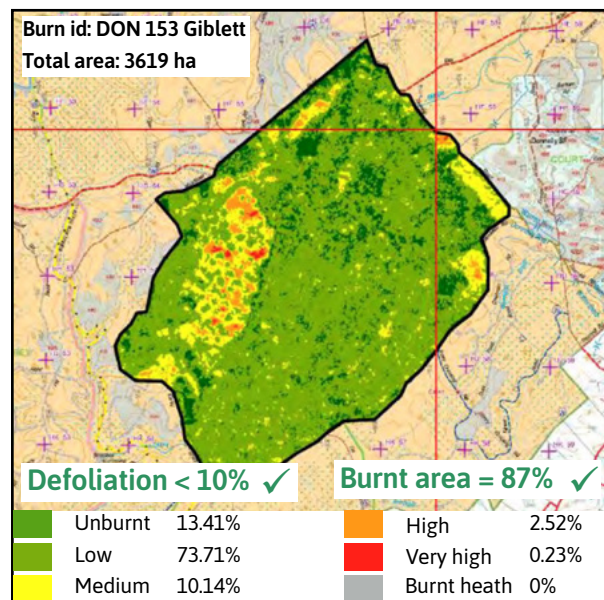 Burn id: DON 153 Giblett
Total area: 3619 ha
COURT
Defoliation < 10% ✓
Burnt area = 87% ✓
Unburnt 13.41%
High 2.52%
Low 73.71%
Very high 0.23%
Medium 10.14%
Burnt heath 0%